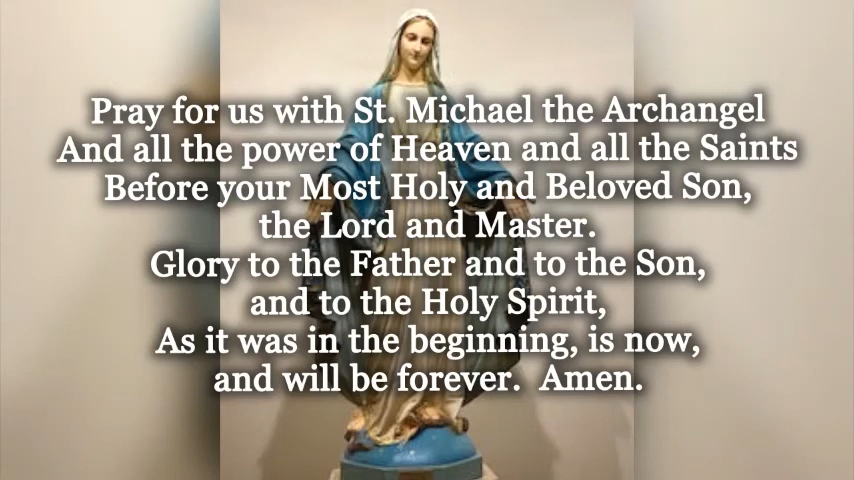 Pray for us with St. Michael the Archangel
And all the power of Heaven and all the Saints
Before your Most Holy and Beloved Son,
the Lord and Master.
Glory to the Father and to the Son,
and to the Holy Spirit,
As it was in the beginning, is now,
and will be forever.  Amen.